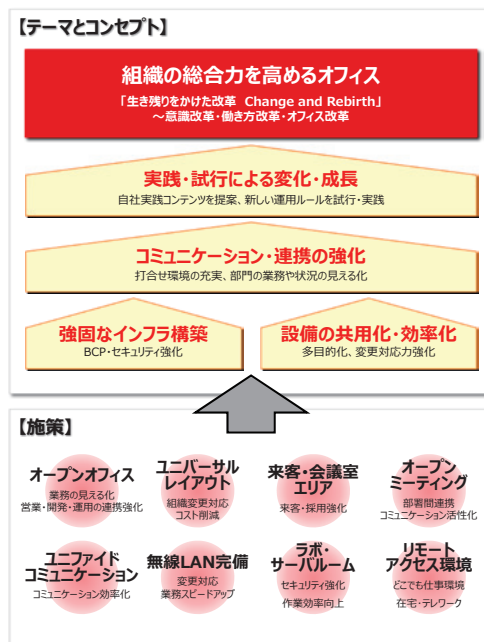 【テーマとコンセプト】
組織の総合力を高めるオフィス
「生き残りをかけた改革 Change and Rebirth」
～意識改革・働き方改革・オフィス改革
実践・試行による変化・成長
自社実践コンテンツを提案、新しい運用ルールを試行・実践
コミュニケーション・連携の強化
打合せ環境の充実、部門の業務や状況の見える化
強固なインフラ構築
BCP・セキュリティ強化
設備の共用化・効率化
多目的化、変更対応力強化
【施策】
オープンオフィス
業務の見える化
営業・開発・運用の連携強化
ユニバーサル
レイアウト
組織変更対応
コスト削減
来客・会議室
エリア
来客・採用強化
オープン
ミーティング
部署間連携
コミュニケーション活性化
ユニファイド
コミュニケーション
コミュニケーション効率化
無線LAN完備
変更対応
業務スピードアップ
ラボ・
サーバルーム
セキュリティ強化
作業効率向上
リモート
アクセス環境
どこでも仕事環境
在宅・テレワーク